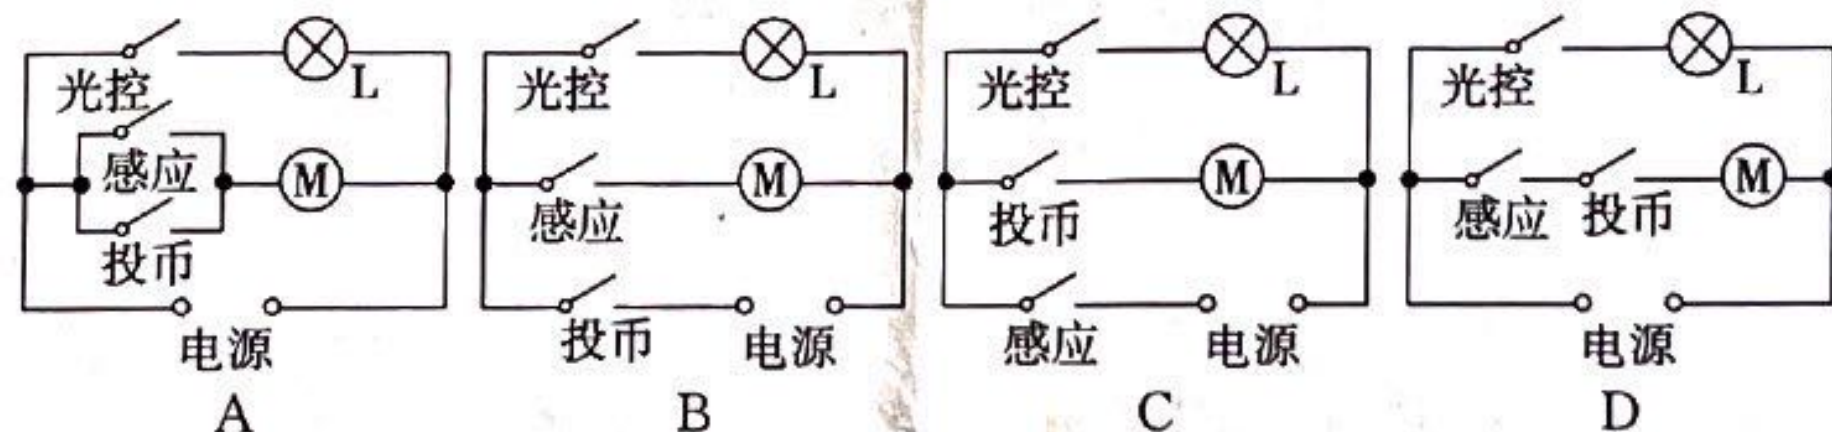 光控 L 光控 L 光控 L 光控 L
感应 M M M M
投币 感应 投币 感应 投币
电源 投币 电源 感应 电源 电源
A B C D